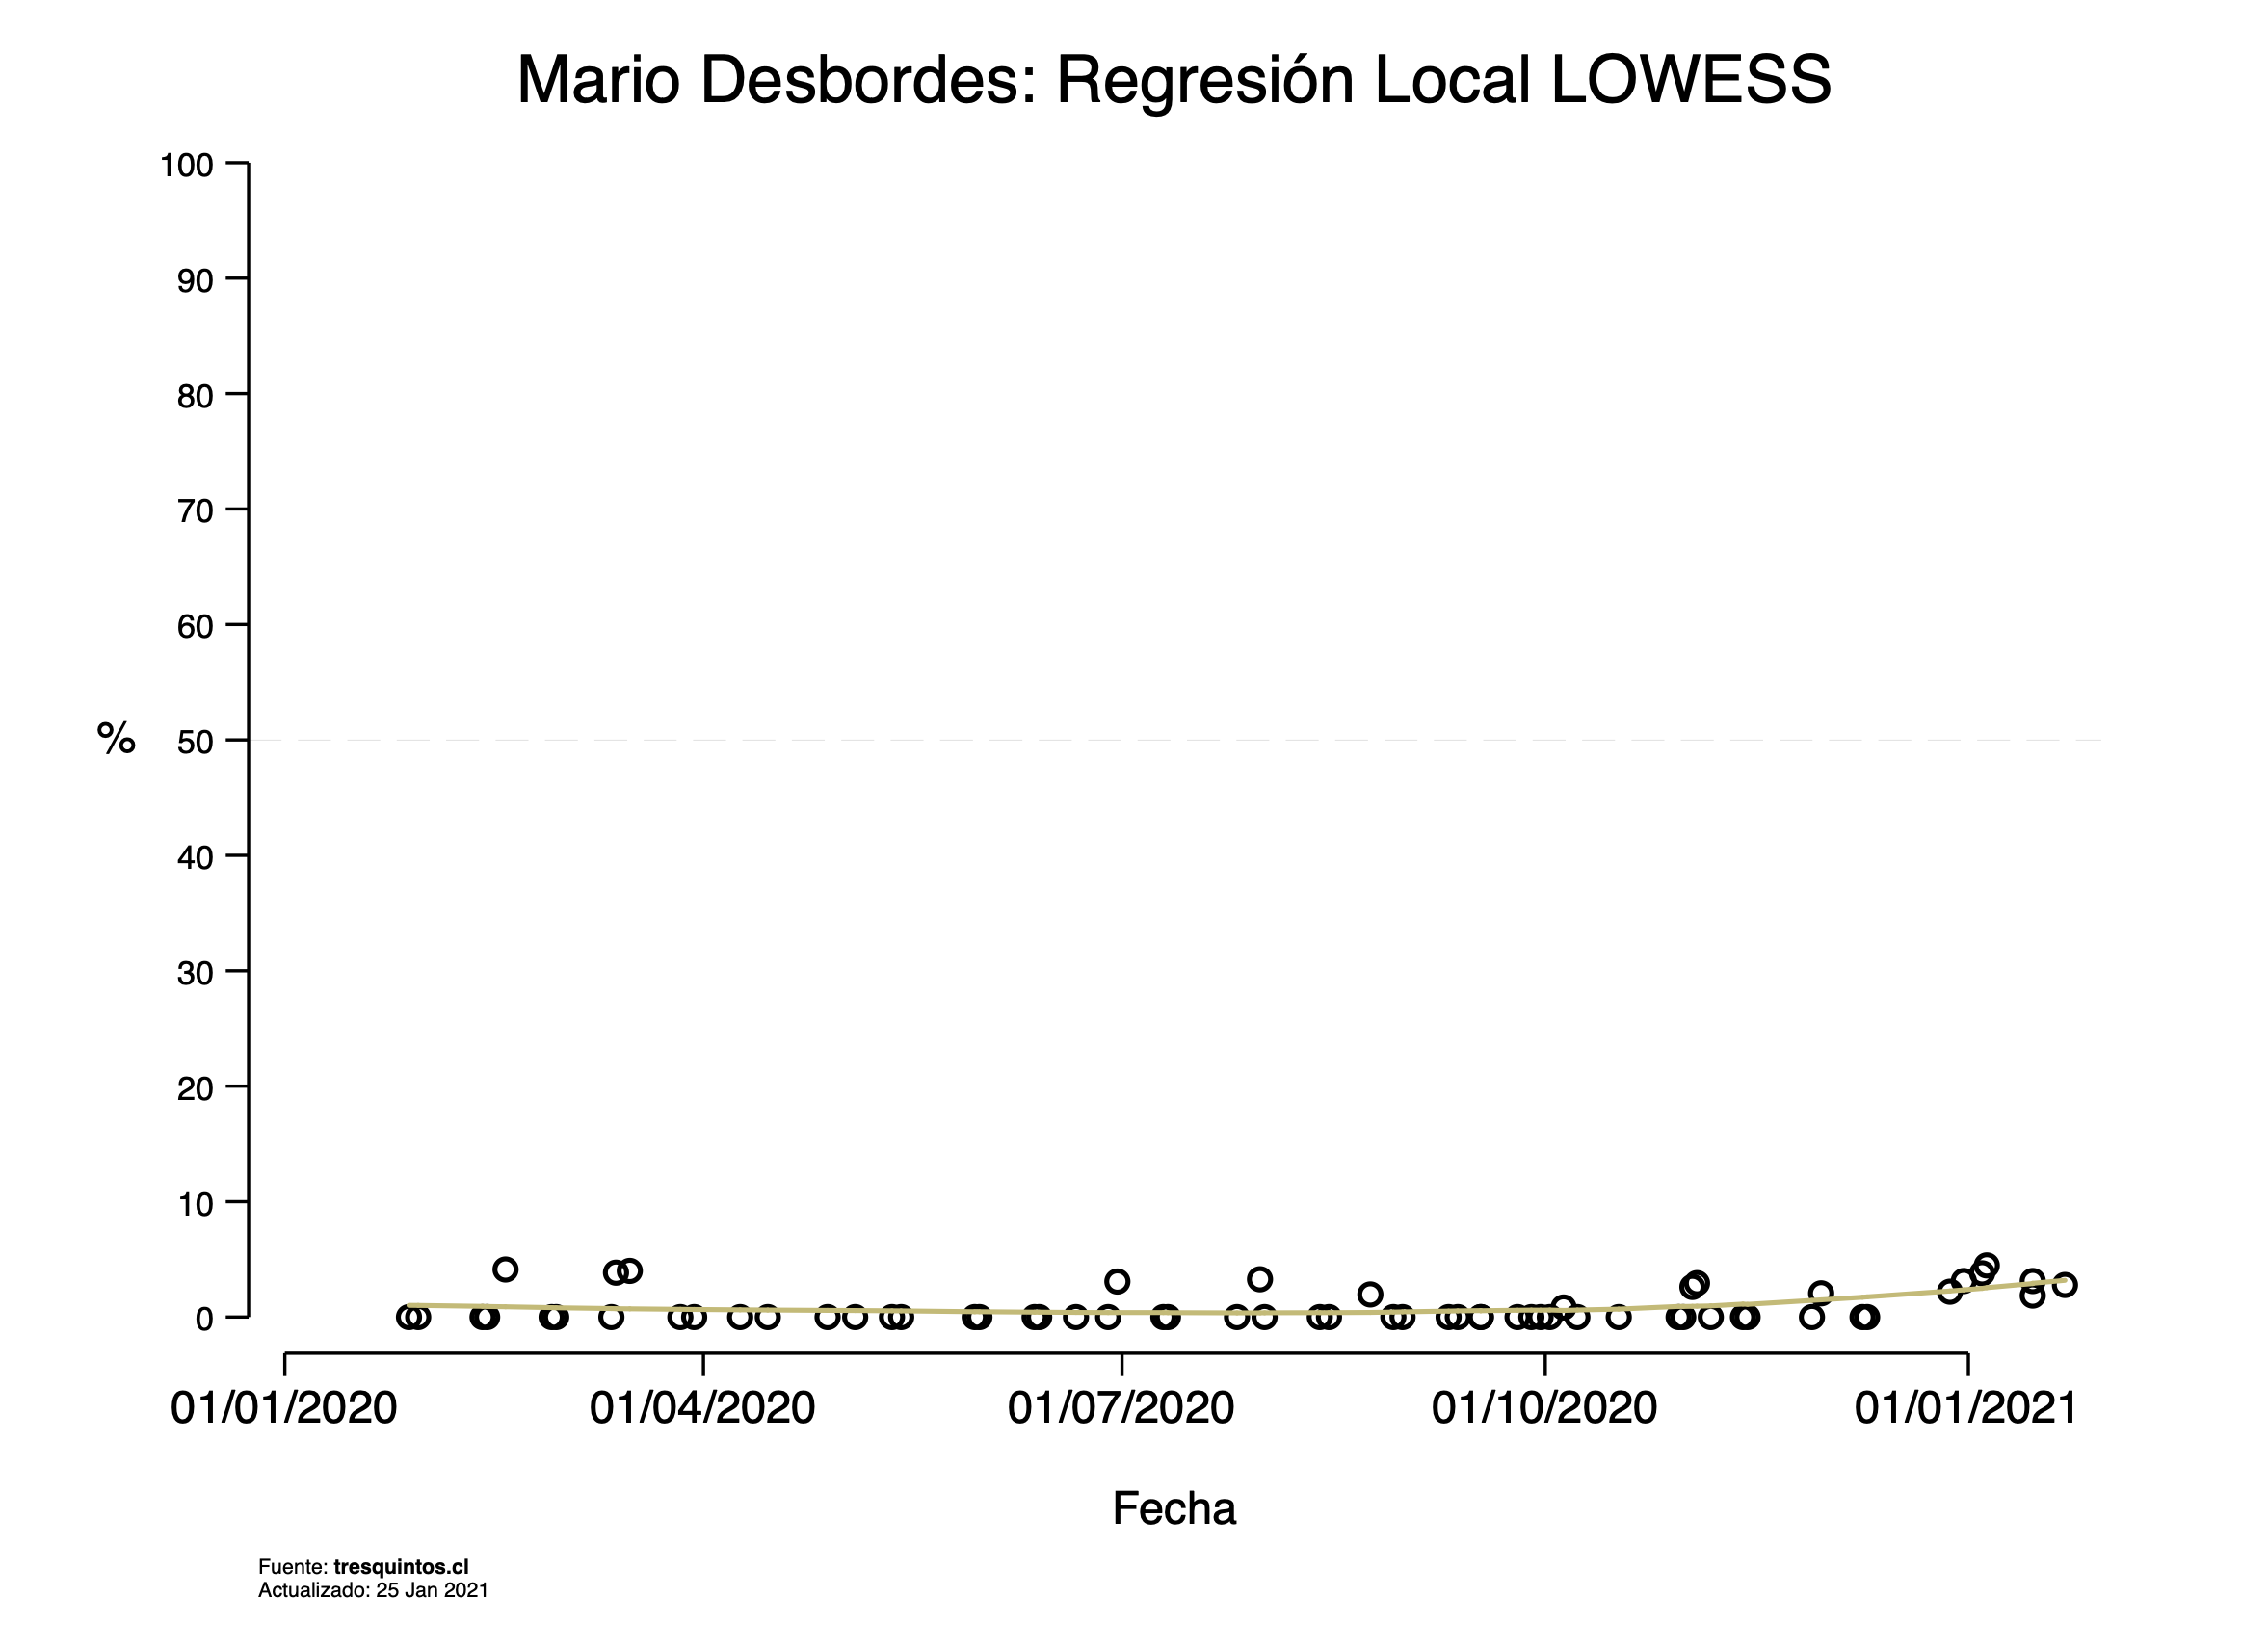 Mario Desbordes: Regresión Local LOWESS
100
90
80
70
60
% 50
40
30
20
10
0
01/01/2020 01/04/2020 01/07/2020 01/10/2020 01/01/2021
Fecha
Fuente: tresquintos.cl
Actualizado: 25 Jan 2021